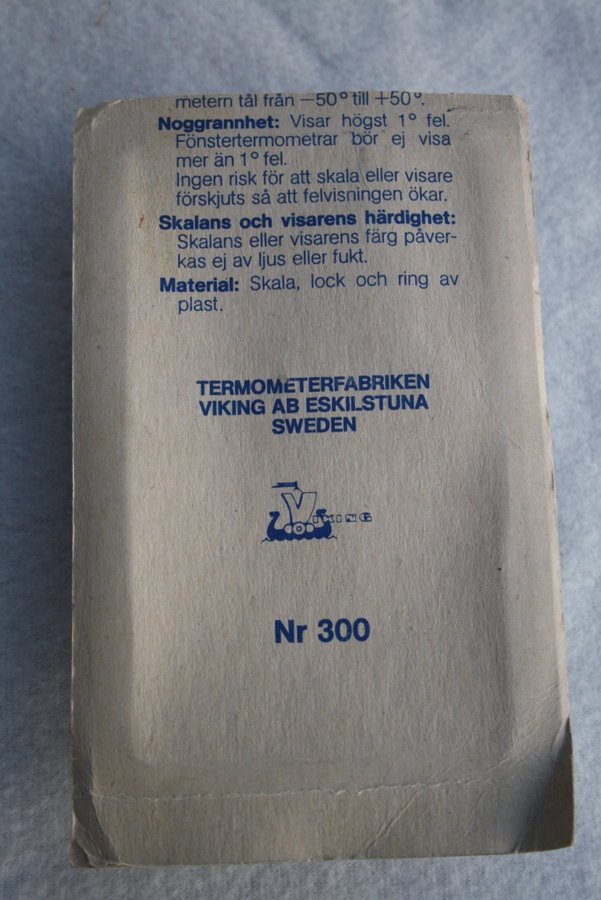 metern tål från —50° till +50°.
Noggrannhet: Visar högst 1° fel.
Fönstertermometrar bör ej visa
mer än 1° fel.
Ingen risk för att skala eller visare
förskjuts så att felvisningen ökar.
Skalans och visarens härdighet:
Skalans eller visarens färg påver-
kas ej av ljus eller fukt.
Material: Skala, lock och ring av
plast.
TERMOMETERFABRIKEN
VIKING AB ESKILSTUNA
SWEDEN
VIKING
Nr 300